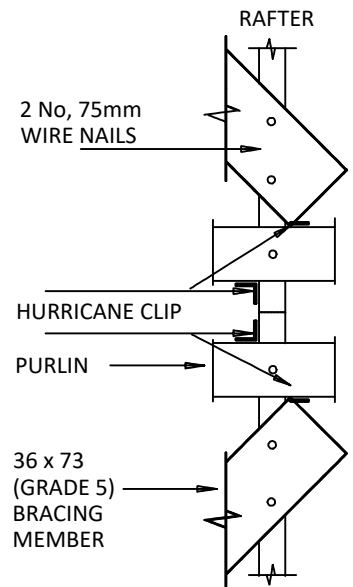 RAFTER
2 No, 75mm
WIRE NAILS
HURRICANE CLIP
PURLIN
36 x 73
(GRADE 5)
BRACING
MEMBER